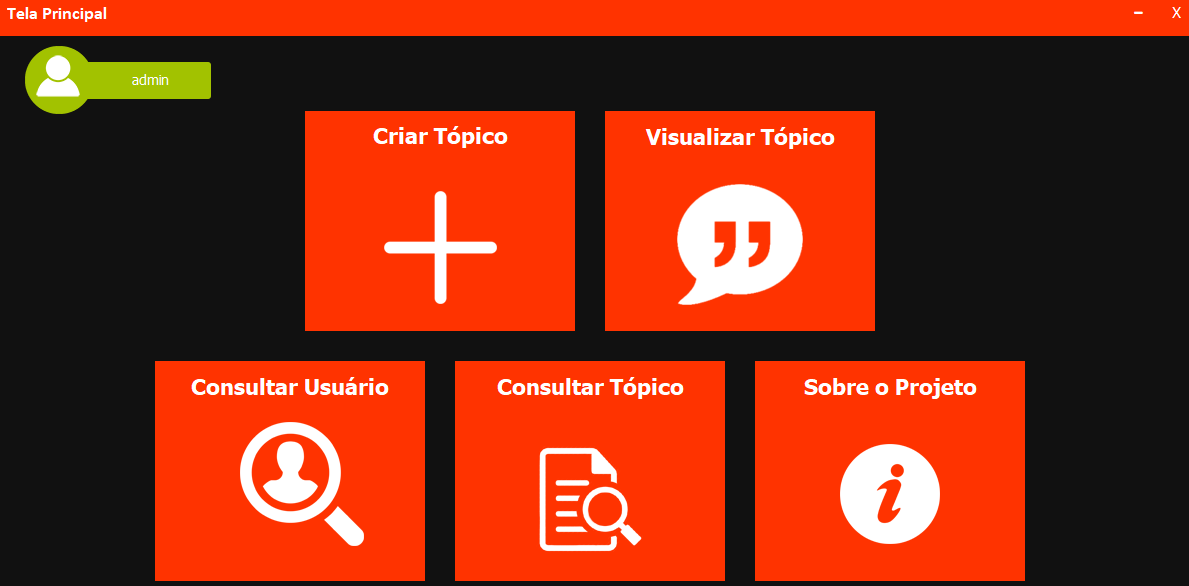 Tela Principal
X
admin
Criar Tópico
Visualizar Tópico
Consultar Usuário
Consultar Tópico
Sobre o Projeto